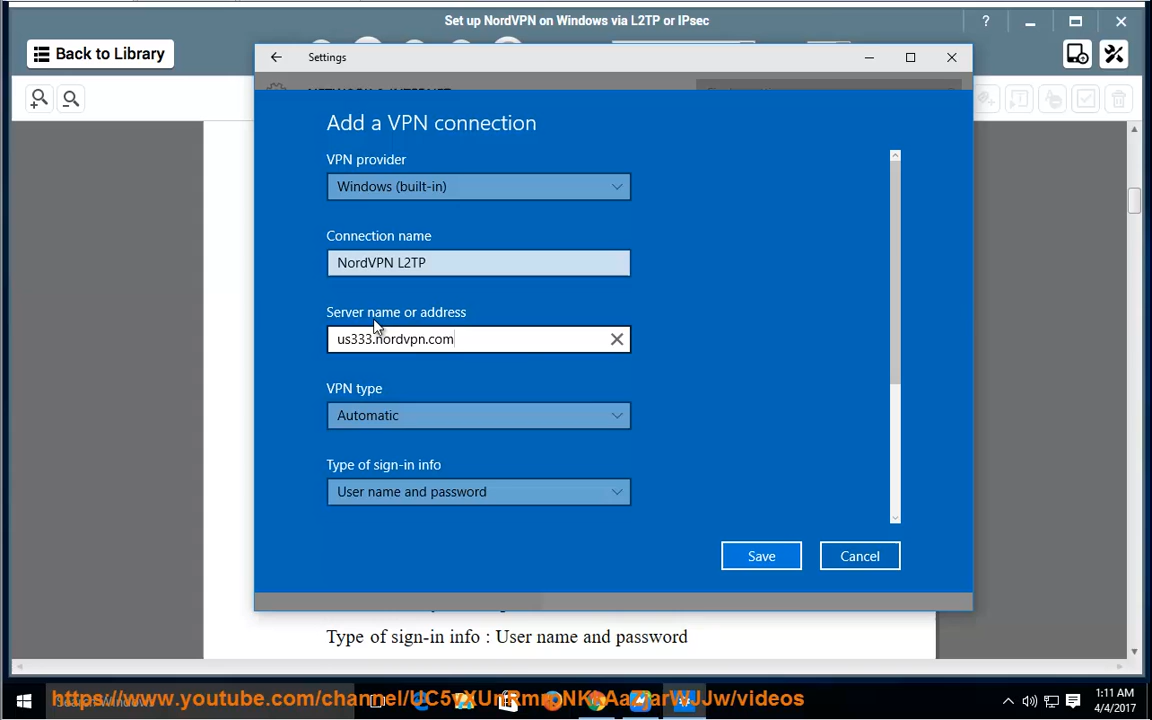 Set up NordVPN on Windows via L2TP or IPsec
?
Back to Library
Settings
Add a VPN connection
VPN provider
Windows (built-in)
Connection name
NordVPN L2TP
Server name or address
us333.nordvpn.com
VPN type
Automatic
Type of sign-in info
User name and password
Save
Cancel
Type of sign-in info : User name and password
1:11 AM
4/4/2017